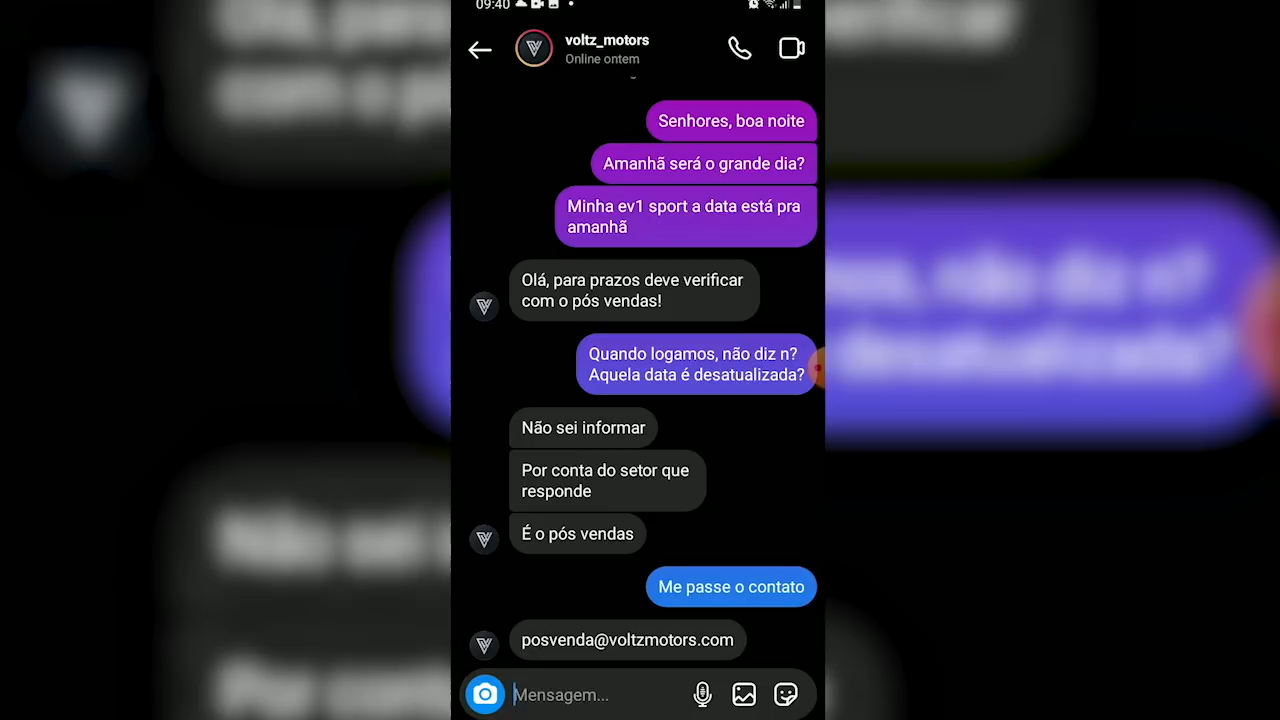 09:40
voltz_motors
Online ontem
Senhores, boa noite
Amanhã será o grande dia?
Minha ev1 sport a data está pra
amanhã
Olá, para prazos deve verificar
com o pós vendas!
Quando logamos, não diz n?
Aquela data é desatualizada?
Não sei informar
Por conta do setor que
responde
É o pós vendas
Me passe o contato
posvenda@voltzmotors.com
Mensagem...